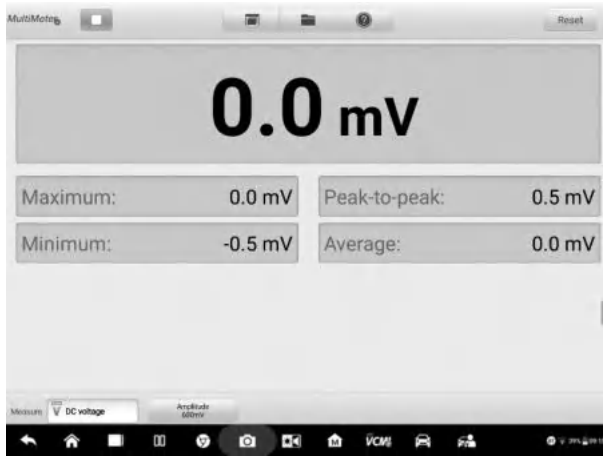 MultiMeter
Reset
0.0 mV
Maximum: 0.0 mV
Peak-to-peak: 0.5 mV
Minimum: -0.5 mV
Average: 0.0 mV
Measure DC voltage
Amplitude
600mV
VCMI